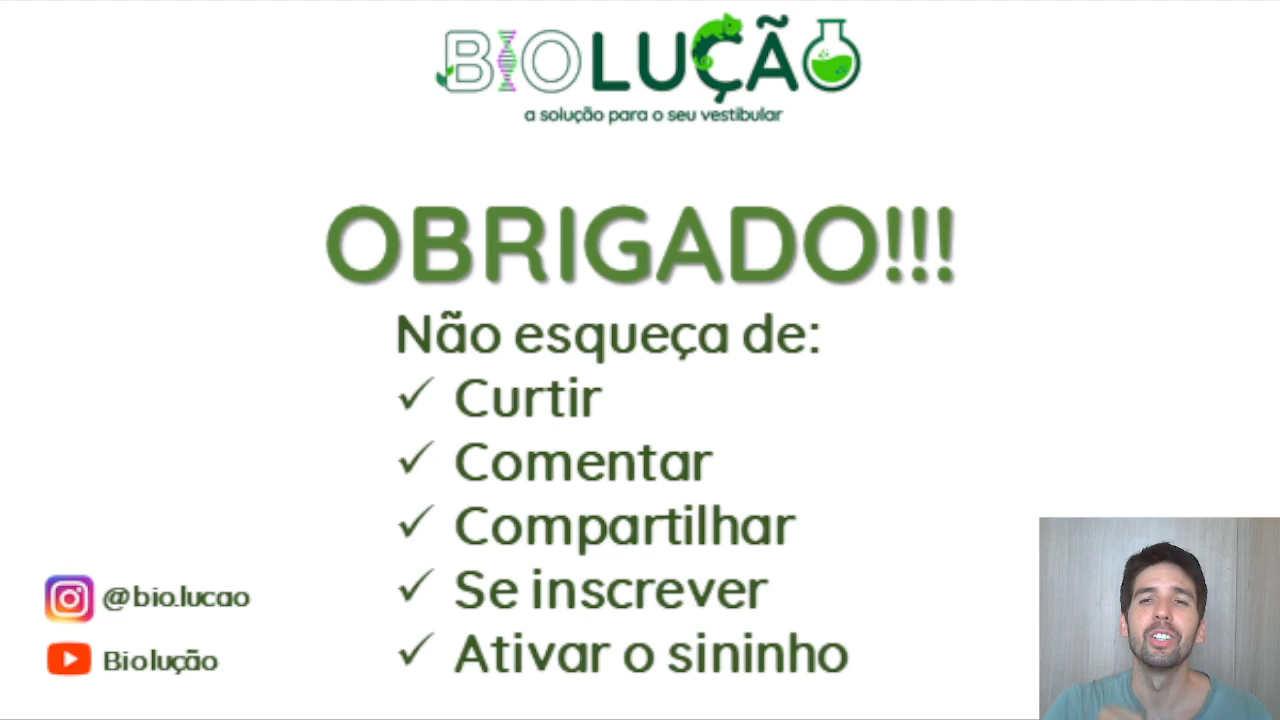 BIOLUÇÃO
a solução para o seu vestibular
OBRIGADO!!!
Não esqueça de:
✓ Curtir
✓ Comentar
✓ Compartilhar
✓ Se inscrever
✓ Ativar o sininho
@bio.lucao
Biolução